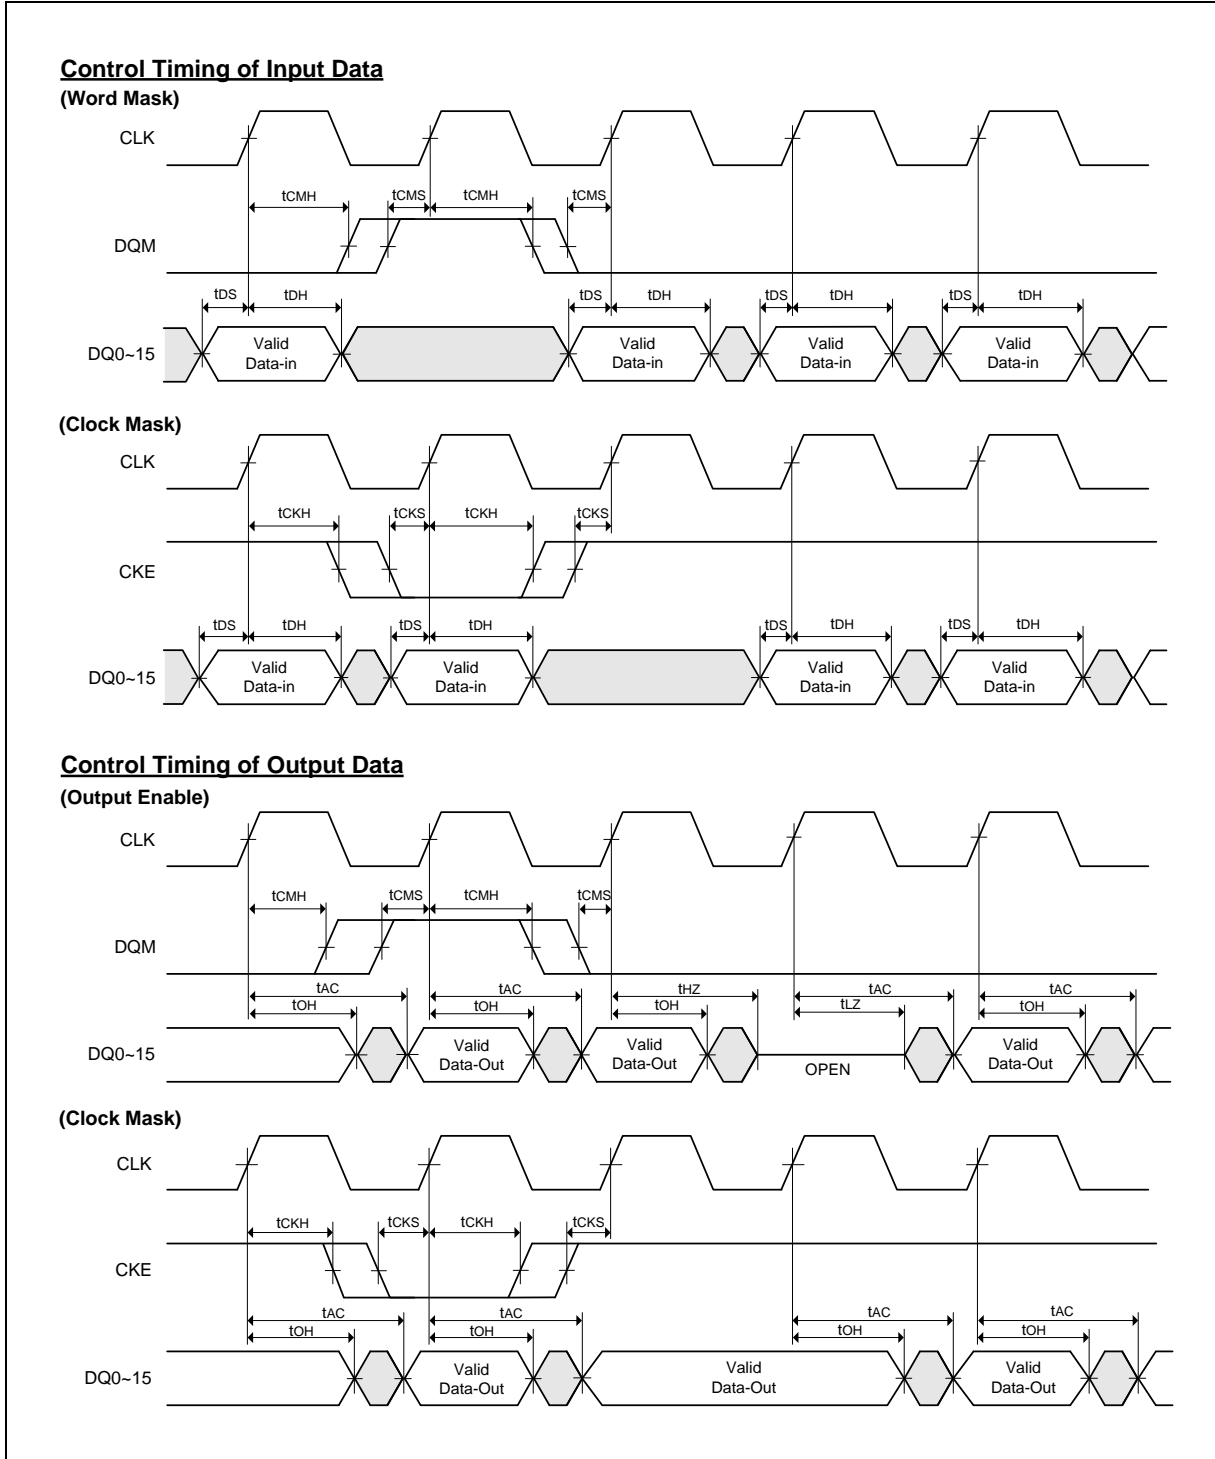 Control Timing of Input Data
(Word Mask)
CLK
tCMH tCMS tCMH tCMS
DQM
tDS tDH tDS tDH tDS tDH tDS tDH
DQ0~15
Valid Data-in
Valid Data-in
Valid Data-in
Valid Data-in
(Clock Mask)
CLK
tCKH tCKS tCKH tCKS
CKE
tDS tDH tDS tDH tDS tDH tDS tDH
DQ0~15
Valid Data-in
Valid Data-in
Valid Data-in
Valid Data-in
Control Timing of Output Data
(Output Enable)
CLK
tCMH tCMS tCMH tCMS
DQM
tAC tAC tHZ tAC tAC
tOH tOH tOH tLZ tOH
DQ0~15
Valid Data-Out
Valid Data-Out
OPEN
Valid Data-Out
(Clock Mask)
CLK
tCKH tCKS tCKH tCKS
CKE
tAC tAC tAC tAC
tOH tOH tOH tOH
DQ0~15
Valid Data-Out
Valid Data-Out
Valid Data-Out